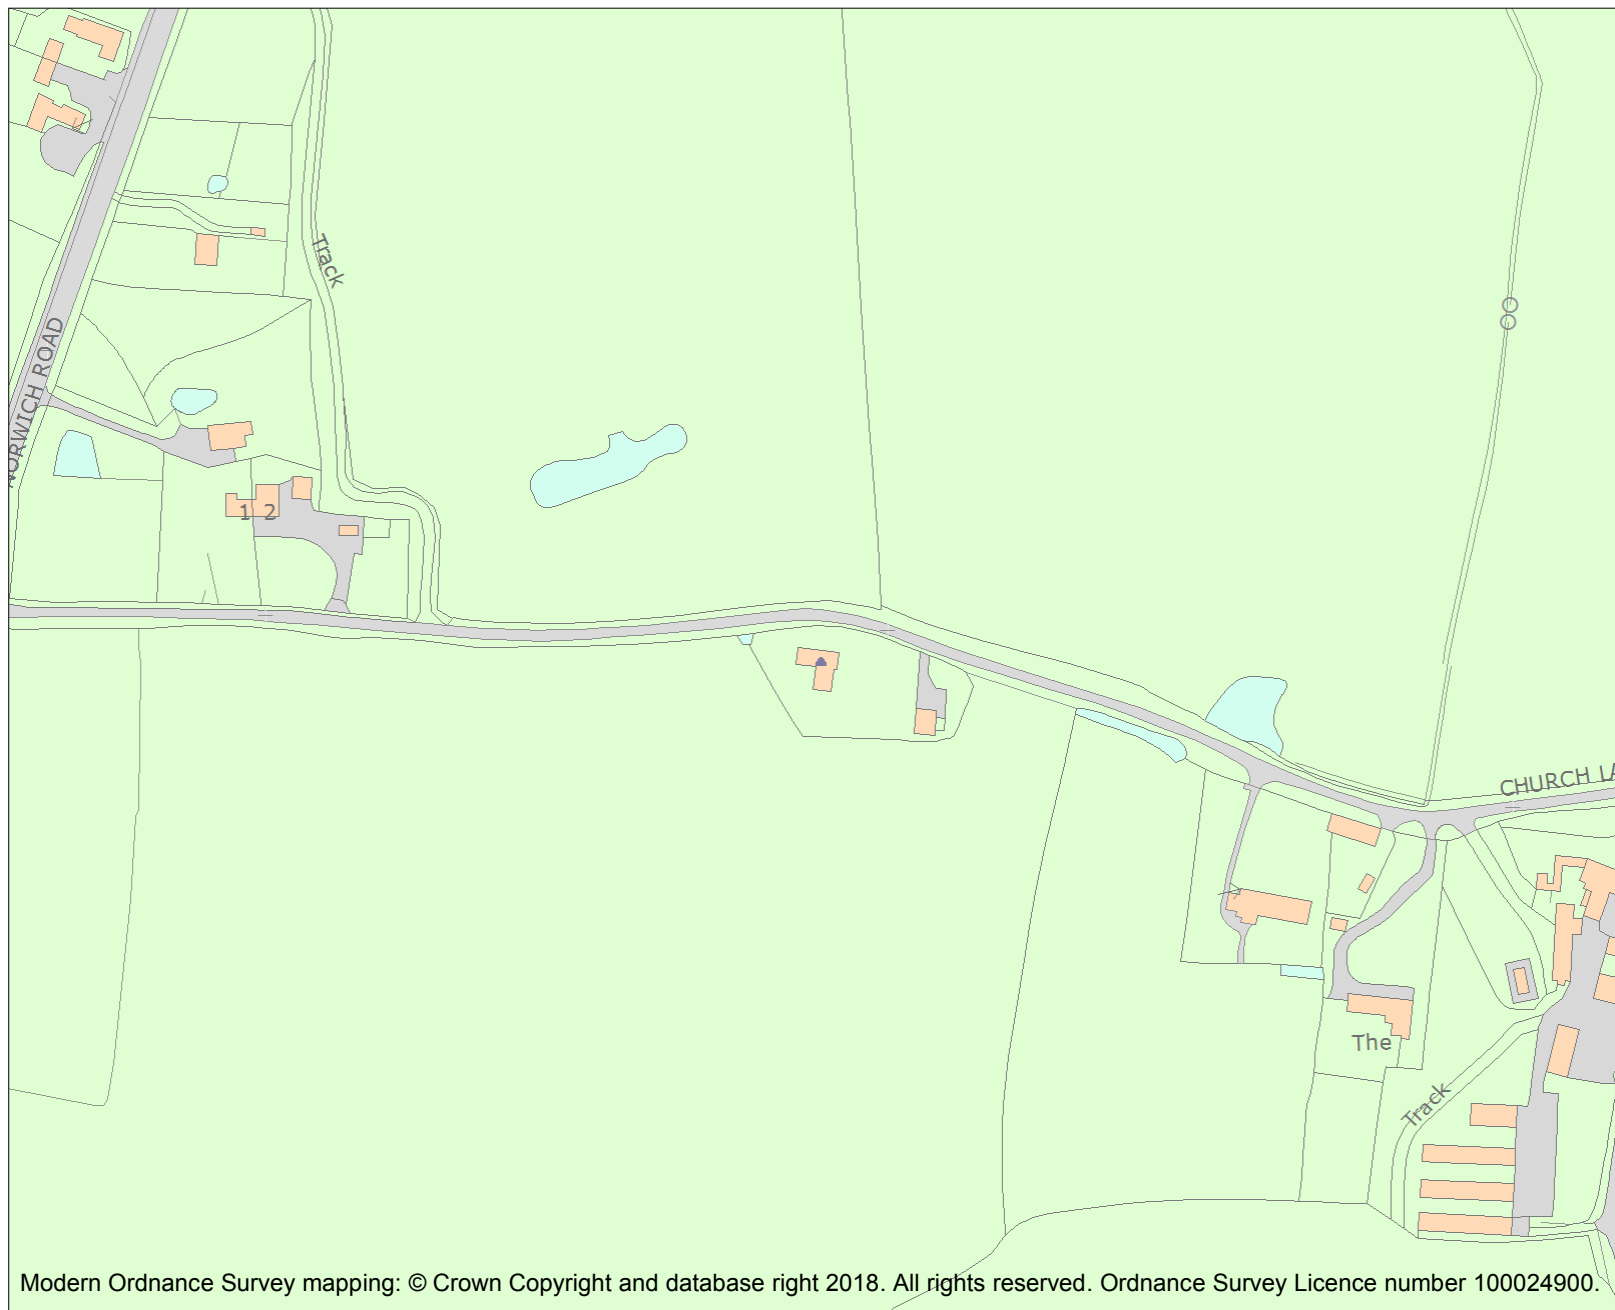 Track
NORWICH ROAD
1 2
CHURCH LA
The
Track
Modern Ordnance Survey mapping: © Crown Copyright and database right 2018. All rights reserved. Ordnance Survey Licence number 100024900.